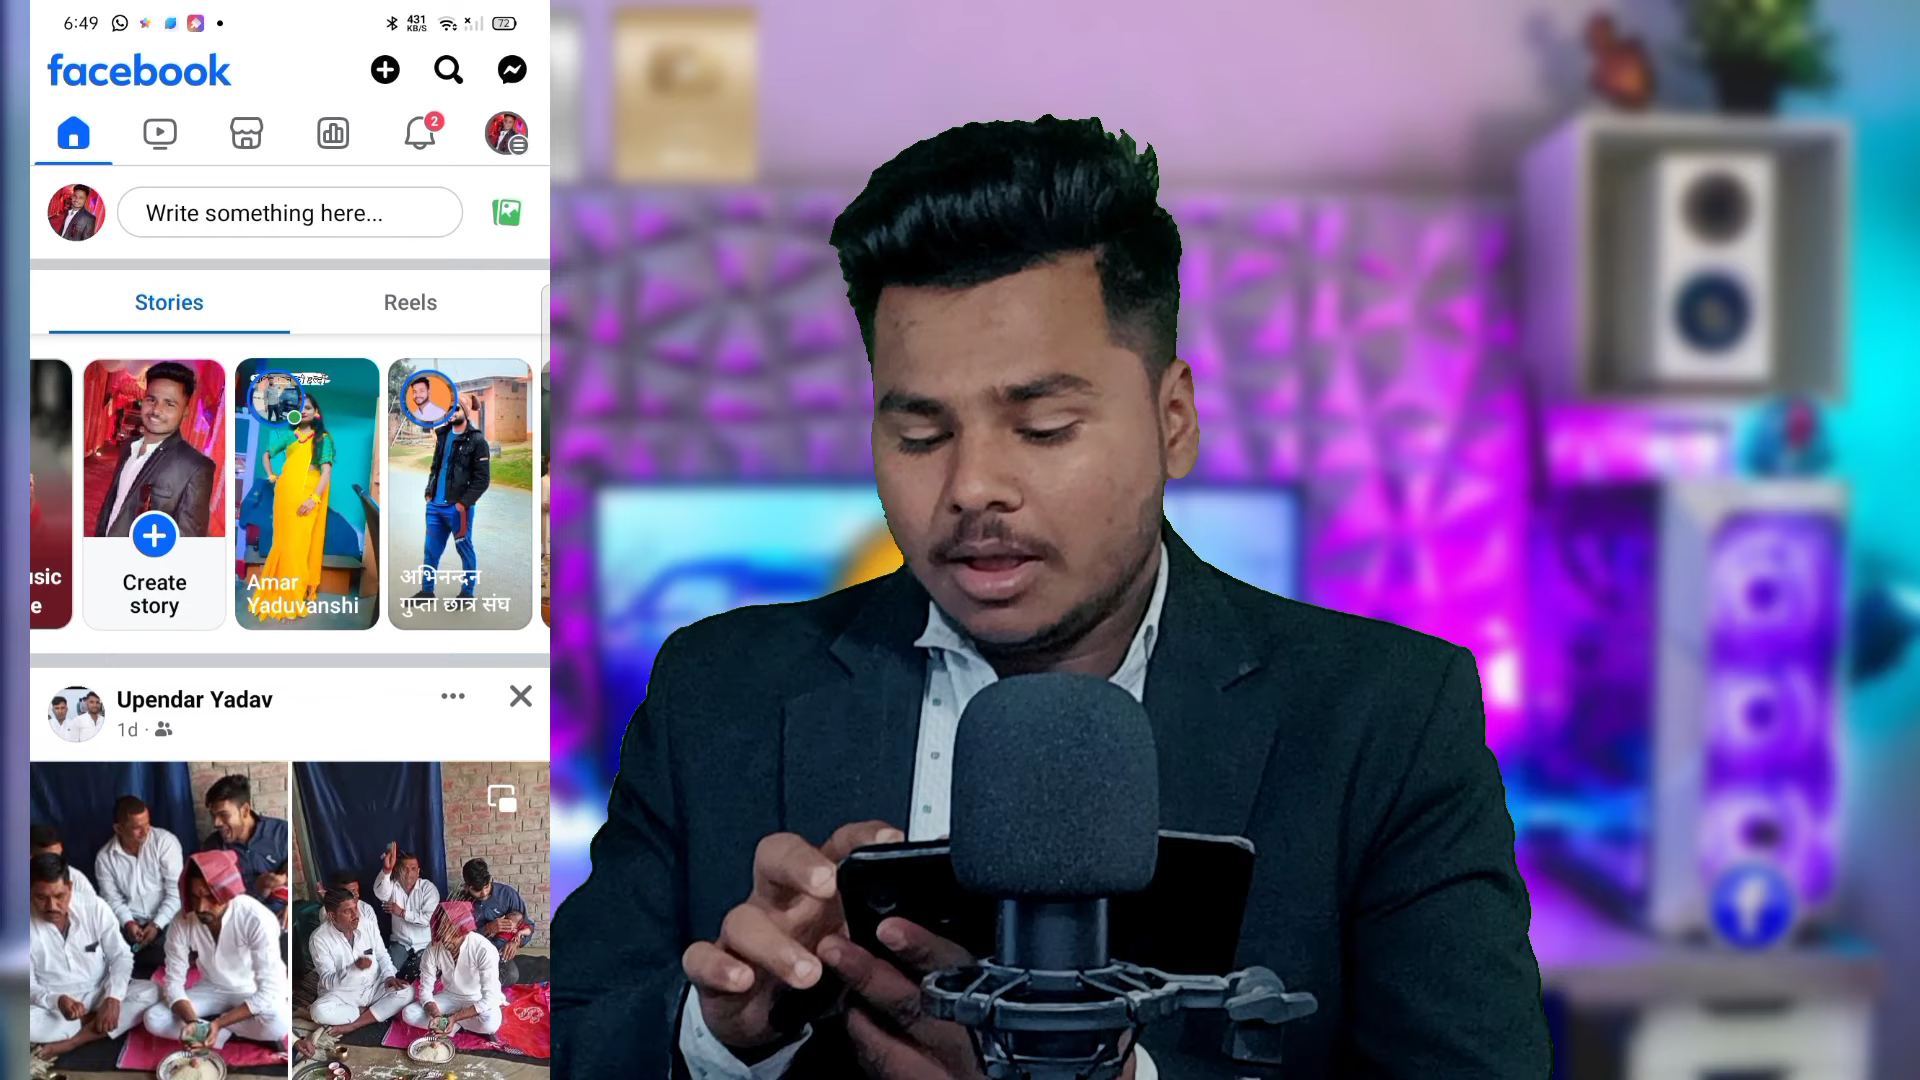 6:49
431
KB/S
72
facebook
2
Write something here...
Stories
Reels
usic
e
Create
story
Amar
Yaduvanshi
अभिनन्दन
गुप्ता छात्र संघ
Upendar Yadav
1d